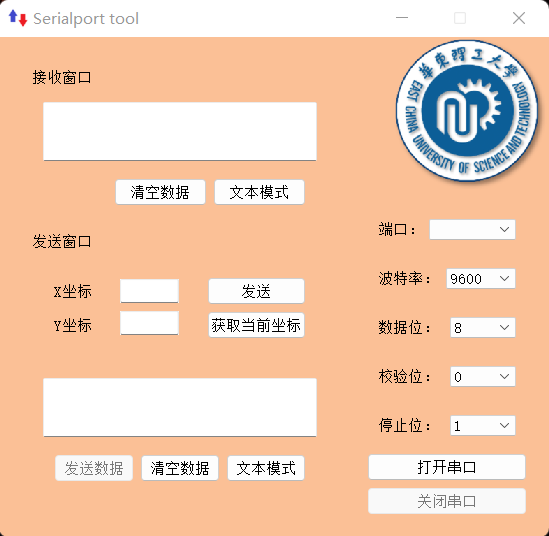 Serialport tool
接收窗口
華東理工大學
EAST CHINA UNIVERSITY OF SCIENCE AND TECHNOLOGY
清空数据 文本模式
发送窗口
端口：
X坐标 发送
波特率： 9600
Y坐标 获取当前坐标
数据位： 8
校验位： 0
停止位： 1
发送数据 清空数据 文本模式
打开串口
关闭串口